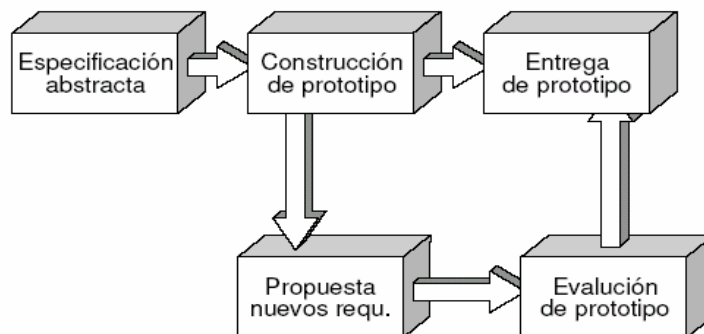 Especificación
abstracta
Construcción
de prototipo
Entrega
de prototipo
Propuesta
nuevos requ.
Evalución
de prototipo